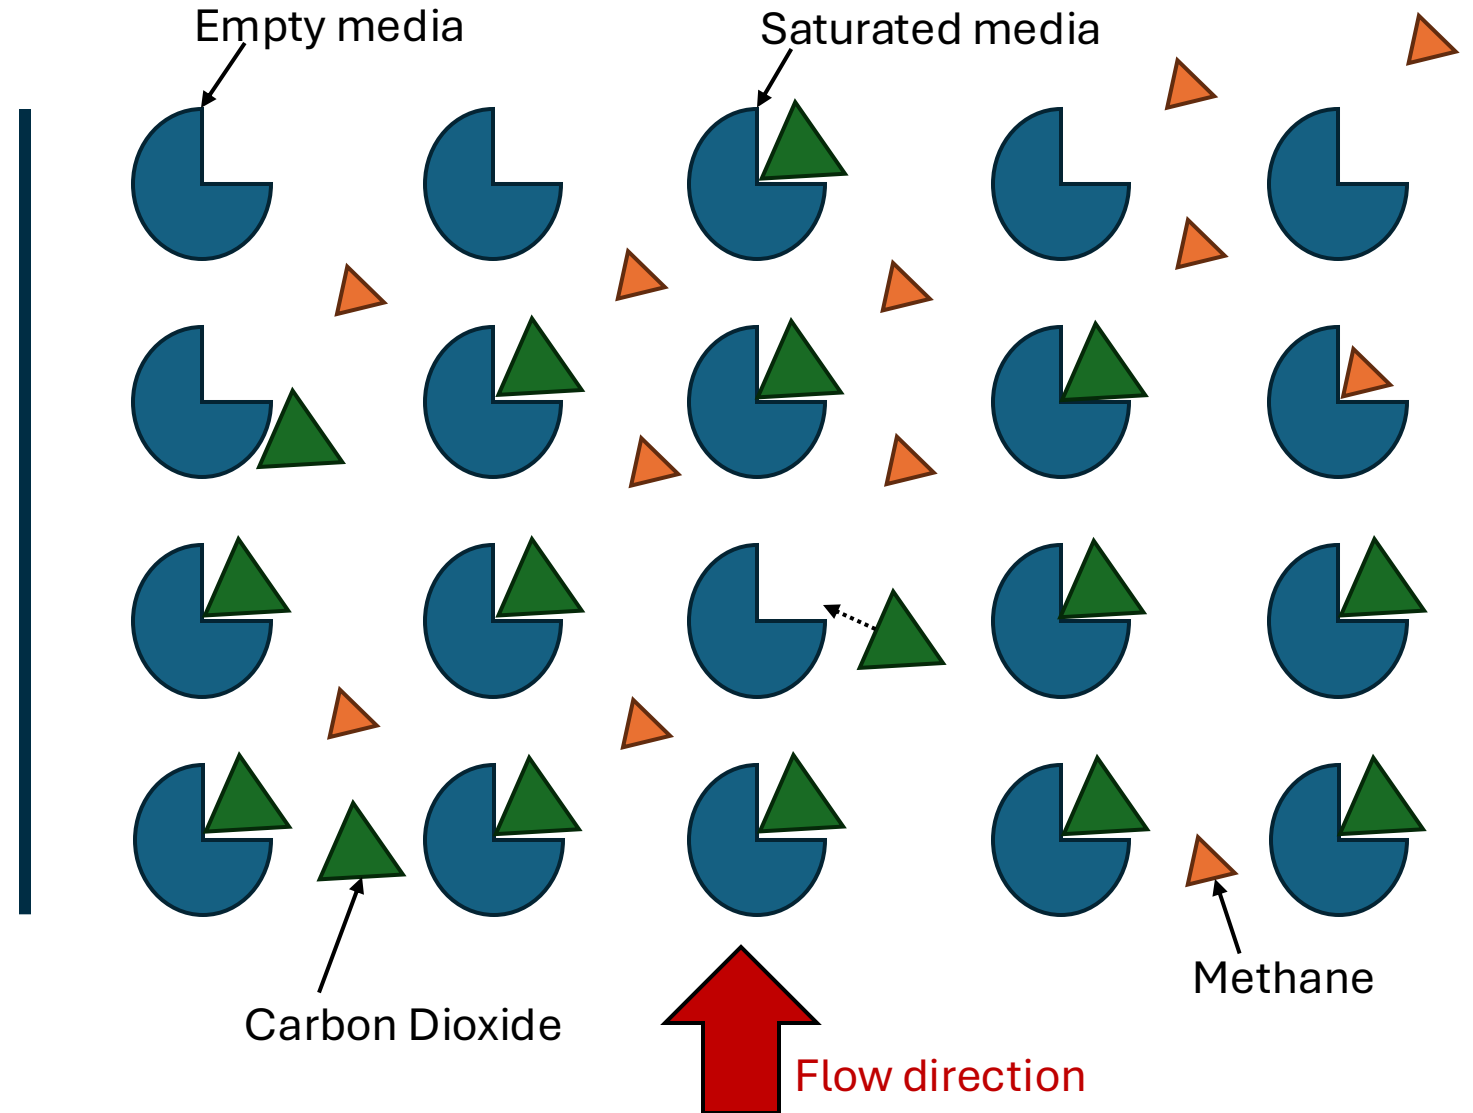 Empty media
Saturated media
Carbon Dioxide
Methane
Flow direction